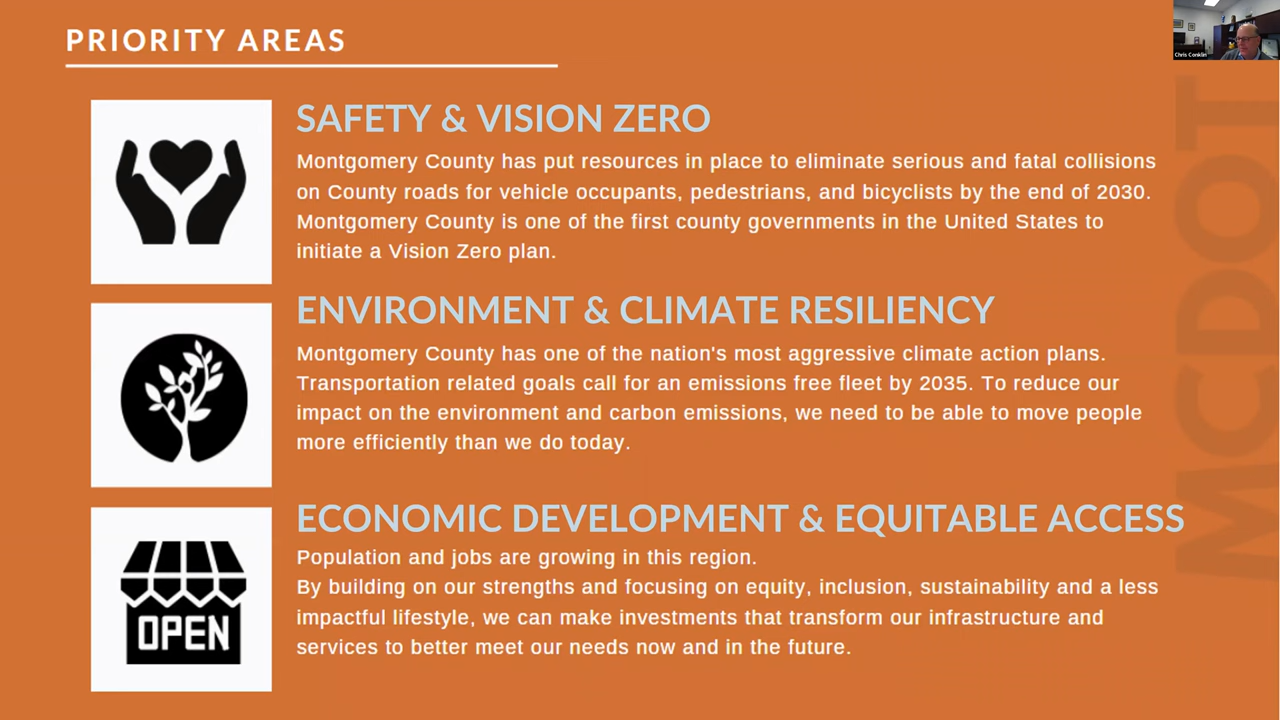 PRIORITY AREAS
Chris Conklin
SAFETY & VISION ZERO
Montgomery County has put resources in place to eliminate serious and fatal collisions
on County roads for vehicle occupants, pedestrians, and bicyclists by the end of 2030.
Montgomery County is one of the first county governments in the United States to
initiate a Vision Zero plan.
ENVIRONMENT & CLIMATE RESILIENCY
Montgomery County has one of the nation's most aggressive climate action plans.
Transportation related goals call for an emissions free fleet by 2035. To reduce our
impact on the environment and carbon emissions, we need to be able to move people
more efficiently than we do today.
ECONOMIC DEVELOPMENT & EQUITABLE ACCESS
Population and jobs are growing in this region.
By building on our strengths and focusing on equity, inclusion, sustainability and a less
impactful lifestyle, we can make investments that transform our infrastructure and
services to better meet our needs now and in the future.
OPEN
MCDOT